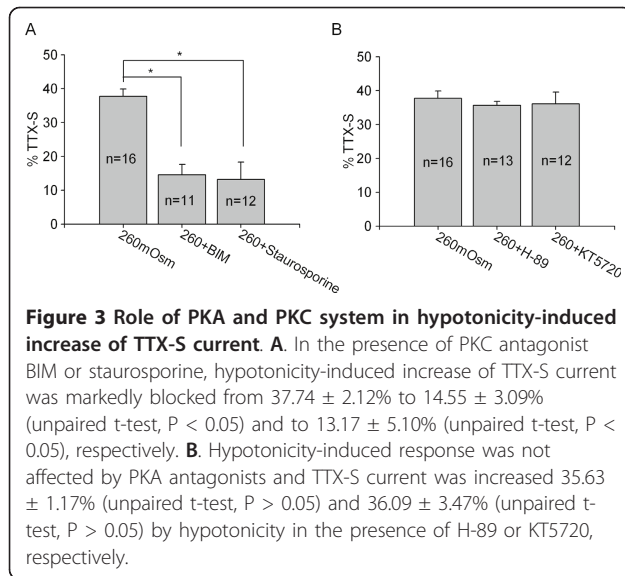 A
B
50
40
30
20
10
0
% TTX-S
*
*
n=16
n=11
n=12
260mOsm
260+BIM
260+Staurosporine
50
40
30
20
10
0
% TTX-S
n=16
n=13
n=12
260mOsm
260+H-89
260+KT5720
Figure 3 Role of PKA and PKC system in hypotonicity-induced
increase of TTX-S current. A. In the presence of PKC antagonist
BIM or staurosporine, hypotonicity-induced increase of TTX-S current
was markedly blocked from 37.74 ± 2.12% to 14.55 ± 3.09%
(unpaired t-test, P < 0.05) and to 13.17 ± 5.10% (unpaired t-test, P <
0.05), respectively. B. Hypotonicity-induced response was not
affected by PKA antagonists and TTX-S current was increased 35.63
± 1.17% (unpaired t-test, P > 0.05) and 36.09 ± 3.47% (unpaired t-
test, P > 0.05) by hypotonicity in the presence of H-89 or KT5720,
respectively.